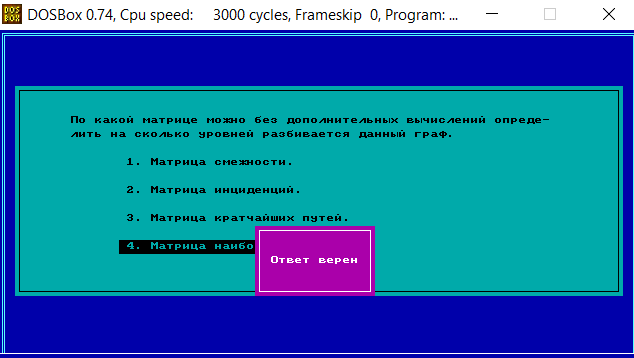 DOSBox 0.74, Cpu speed: 3000 cycles, Frameskip 0, Program: ...
По какой матрице можно без дополнительных вычислений опреде-
лить на сколько уровней разбивается данный граф.
1. Матрица смежности.
2. Матрица инциденций.
3. Матрица кратчайших путей.
4. Матрица наибо
Ответ верен